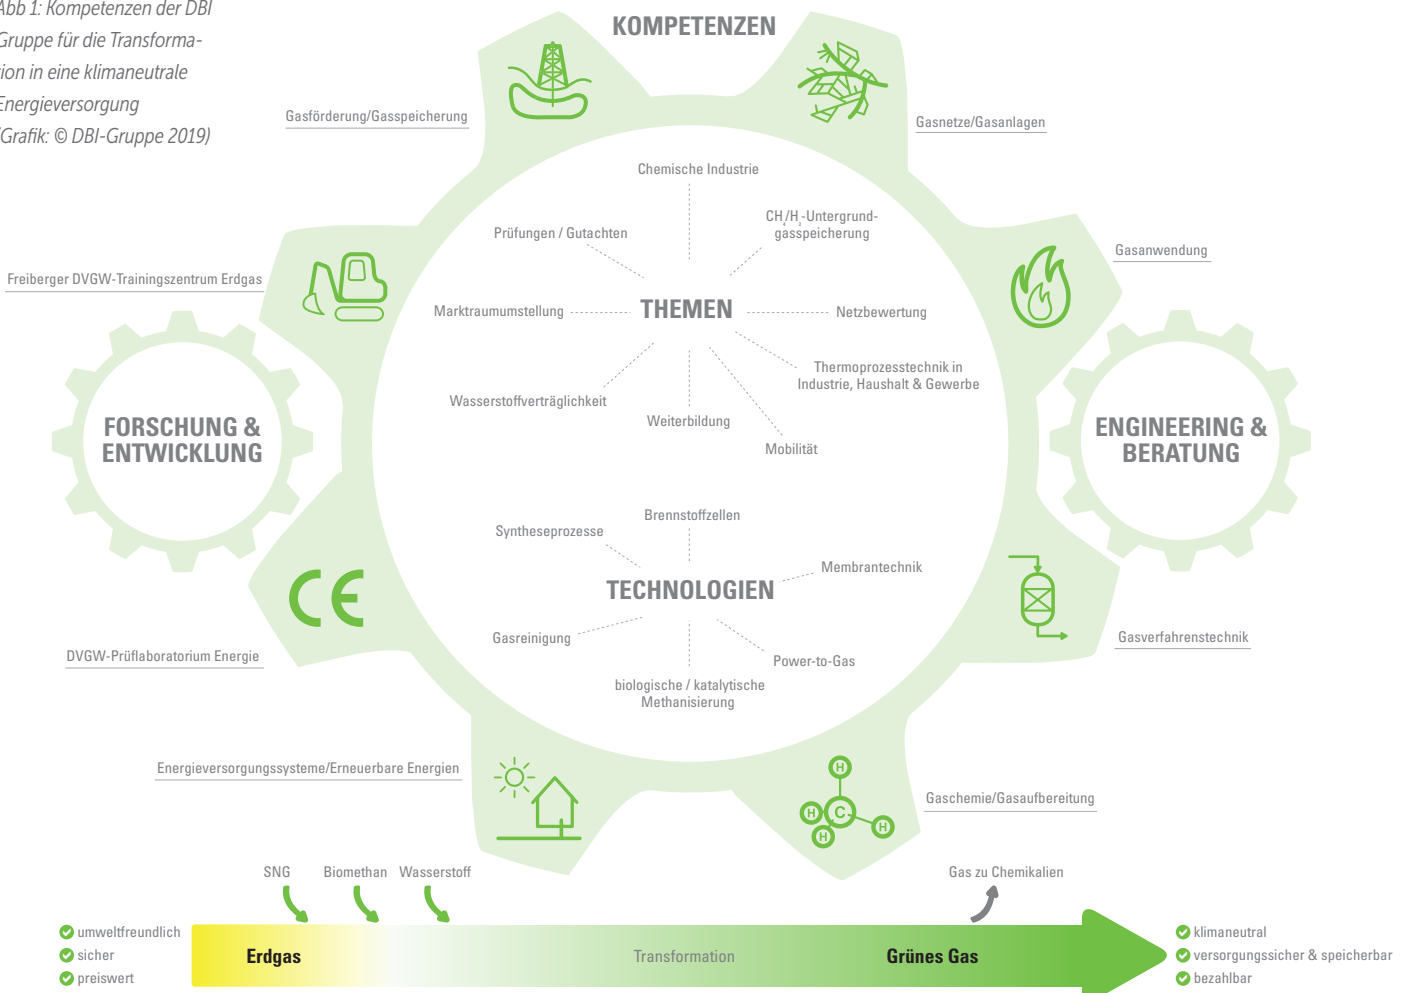 Abb 1: Kompetenzen der DBI
Gruppe für die Transforma-
tion in eine klimaneutrale
Energieversorgung
(Grafik: © DBI-Gruppe 2019)
KOMPETENZEN
Gasförderung/Gasspeicherung
Gasnetze/Gasanlagen
Chemische Industrie
CH₄/H₂-Untergrund-
gasspeicherung
Prüfungen / Gutachten
Gasanwendung
Freiberger DVGW-Trainingszentrum Erdgas
Marktraumumstellung
THEMEN
Netzbewertung
Thermoprozesstechnik in
Industrie, Haushalt & Gewerbe
Wasserstoffverträglichkeit
Weiterbildung
Mobilität
FORSCHUNG &
ENTWICKLUNG
ENGINEERING &
BERATUNG
Brennstoffzellen
Syntheseprozesse
Membrantechnik
TECHNOLOGIEN
Gasreinigung
Power-to-Gas
biologische / katalytische
Methanisierung
CE
DVGW-Prüflaboratorium Energie
Gasverfahrenstechnik
Energieversorgungssysteme/Erneuerbare Energien
Gaschemie/Gasaufbereitung
H
H
C
H
H
SNG
Biomethan
Wasserstoff
Gas zu Chemikalien
umweltfreundlich
sicher
preiswert
Erdgas
Transformation
Grünes Gas
klimaneutral
versorgungssicher & speicherbar
bezahlbar